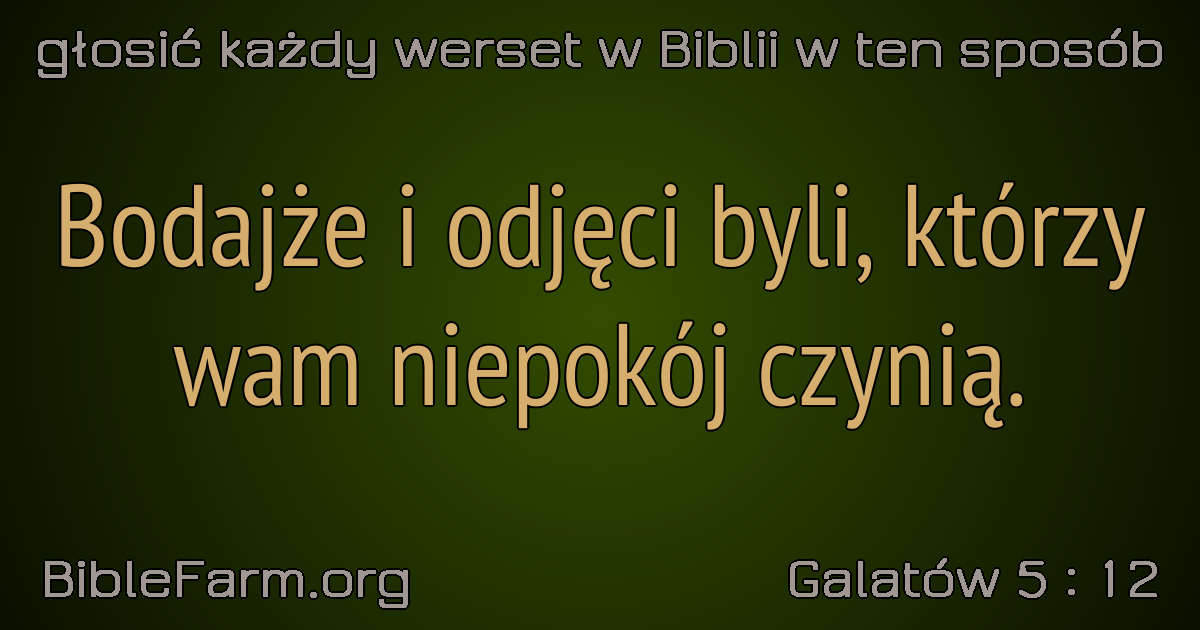 głosić każdy werset w Biblii w ten sposób
Bodajże i odjęci byli, którzy
wam niepokój czynią.
BibleFarm.org
Galatów 5 : 12